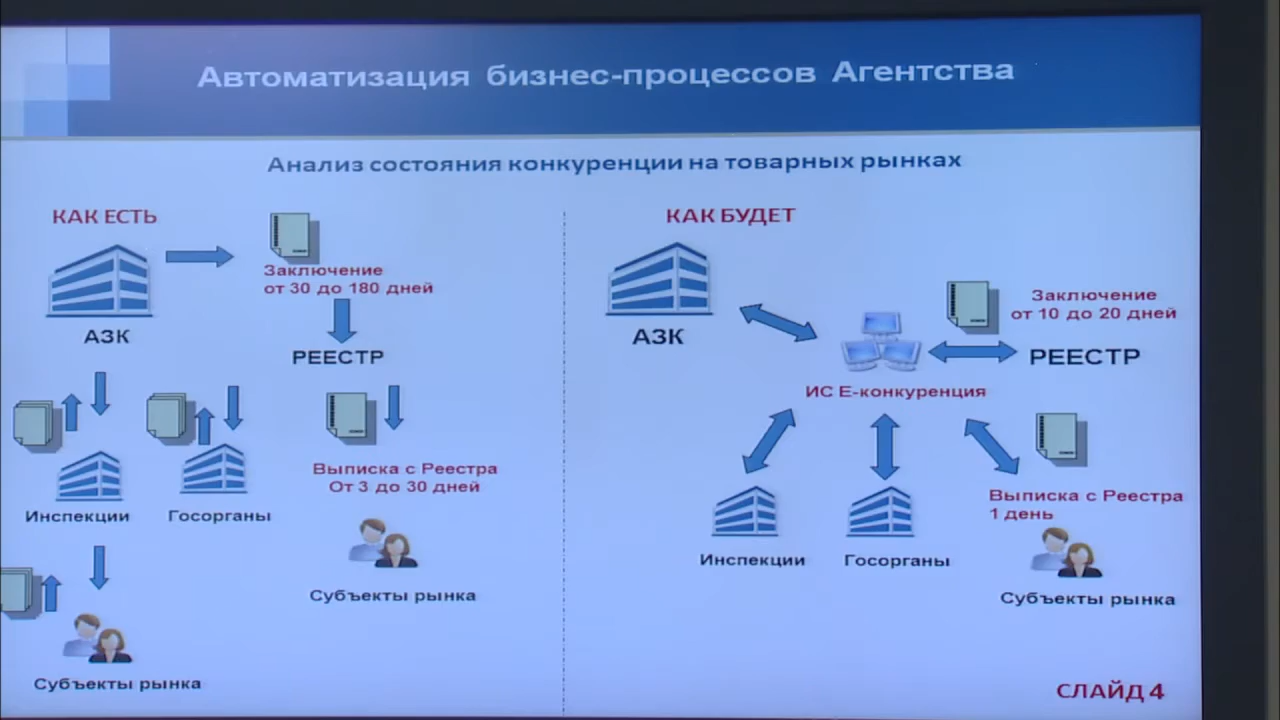 Автоматизация бизнес-процессов Агентства
Анализ состояния конкуренции на товарных рынках
КАК ЕСТЬ
Заключение
от 30 до 180 дней
АЗК
РЕЕСТР
Выписка с Реестра
От 3 до 30 дней
Инспекции
Госорганы
Субъекты рынка
Субъекты рынка
КАК БУДЕТ
АЗК
Заключение
от 10 до 20 дней
РЕЕСТР
ИС Е-конкуренция
Выписка с Реестра
1 день
Инспекции
Госорганы
Субъекты рынка
СЛАЙД 4